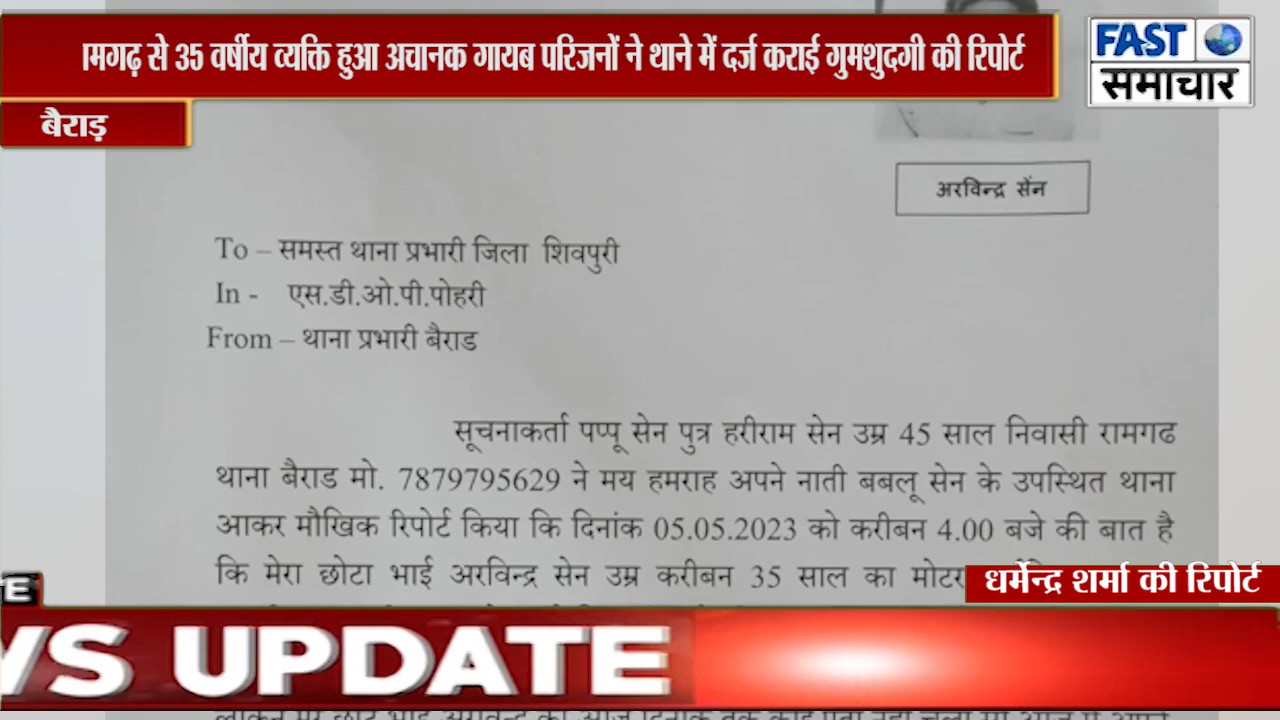 मगढ़ से 35 वर्षीय व्यक्ति हुआ अचानक गायब परिजनों ने थाने में दर्ज कराई गुमशुदगी की रिपोर्ट
FAST
समाचार
बैराड़
अरविन्द्र सेंन
To – समस्त थाना प्रभारी जिला शिवपुरी
In - एस.डी.ओ.पी.पोहरी
From – थाना प्रभारी बैराड
सूचनाकर्ता पप्पू सेन पुत्र हरीराम सेन उम्र 45 साल निवासी रामगढ
थाना बैराड मो. 7879795629 ने मय हमराह अपने नाती बबलू सेन के उपस्थित थाना
आकर मौखिक रिपोर्ट किया कि दिनांक 05.05.2023 को करीबन 4.00 बजे की बात है
कि मेरा छोटा भाई अरविन्द्र सेन उम्र करीबन 35 साल का मोटर
धर्मेन्द्र शर्मा की रिपोर्ट
TE
WS UPDATE